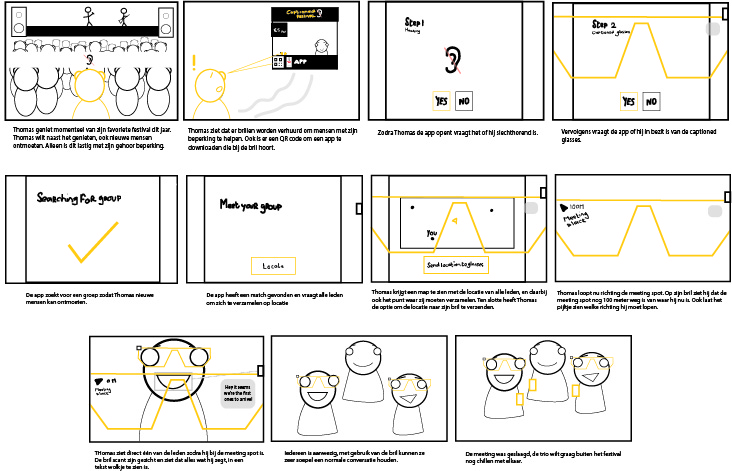 Captioned
festival
65 Pm
APP
Thomas geniet momenteel van zijn favoriete festival dit jaar.
Thomas wilt naast het genieten, ook nieuwe mensen
ontmoeten. Alleen is dit lastig met zijn gehoor beperking.
Thomas ziet dat er brillen worden verhuurd om mensen met zijn
beperking te helpen. Ook is er een QR code om een app te
downloaden die bij de bril hoort.
Step 1
Hearing
YES NO
Zodra Thomas de app opent vraagt het of hij slechthorend is.
Step 2
Captioned glasses
YES NO
Vervolgens vraagt de app of hij in bezit is van de captioned
glasses.
Searching for group
De app zoekt voor een groep zodat Thomas nieuwe
mensen kan ontmoeten.
Meet your group
Locate
De app heeft een match gevonden en vraagt alle leden
om zich te verzamelen op locatie
You
Send location to glasses
Thomas krijgt een map te zien met de locatie van alle leden, en daarbij
ook het punt waar zij moeten verzamelen. Ten slotte heeft Thomas
de optie om de locatie naar zijn bril te verzenden.
100M
Meeting
place
Thomas loopt nu richting de meeting spot. Op zijn bril ziet hij dat de
meeting spot nog 100 meter weg is van waar hij nu is. Ook laat het
pijltje zien welke richting hij moet lopen.
0M
Meeting
place
Hey it seems
we're the first
ones to arrive!
THomas ziet direct één van de leden zodra hij bij de meeting spot is.
De bril scant zijn gezicht en ziet dat alles wat hij zegt, in een
tekst wolkje te zien is.
Iedereen is aanwezig, met gebruik van de bril kunnen ze
zeer soepel een normale conversatie houden.
De meeting was geslaagd, de trio wilt graag buiten het festival
nog chillen met elkaar.